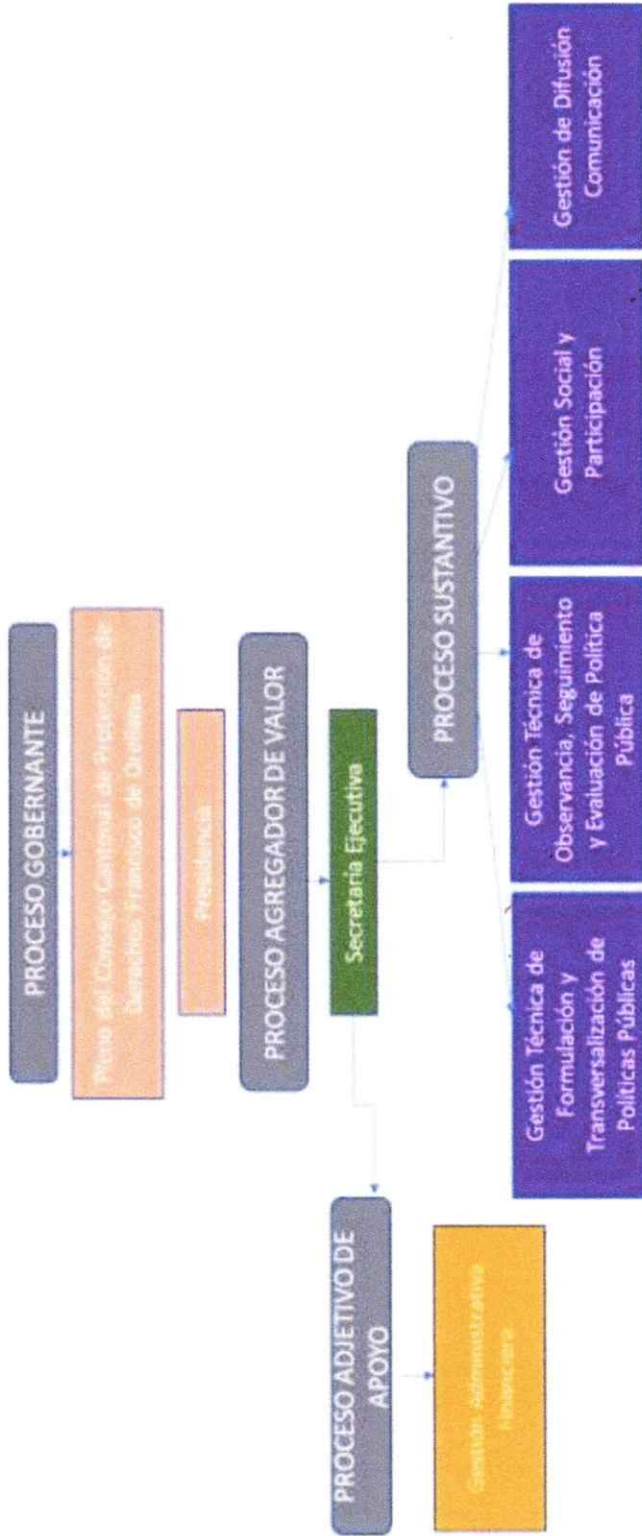 PROCESO GOBERNANTE
Pleno del Consejo Cantonal de Protección de
Derechos Francisco de Orellana
Presidencia
PROCESO AGREGADOR DE VALOR
Secretaría Ejecutiva
PROCESO ADJETIVO DE
APOYO
Gestión Administrativa
Financiera
PROCESO SUSTANTIVO
Gestión Técnica de
Formulación y
Transversalización de
Políticas Públicas
Gestión Técnica de
Observancia, Seguimiento
y Evaluación de Política
Pública
Gestión Social y
Participación
Gestión de Difusión
Comunicación